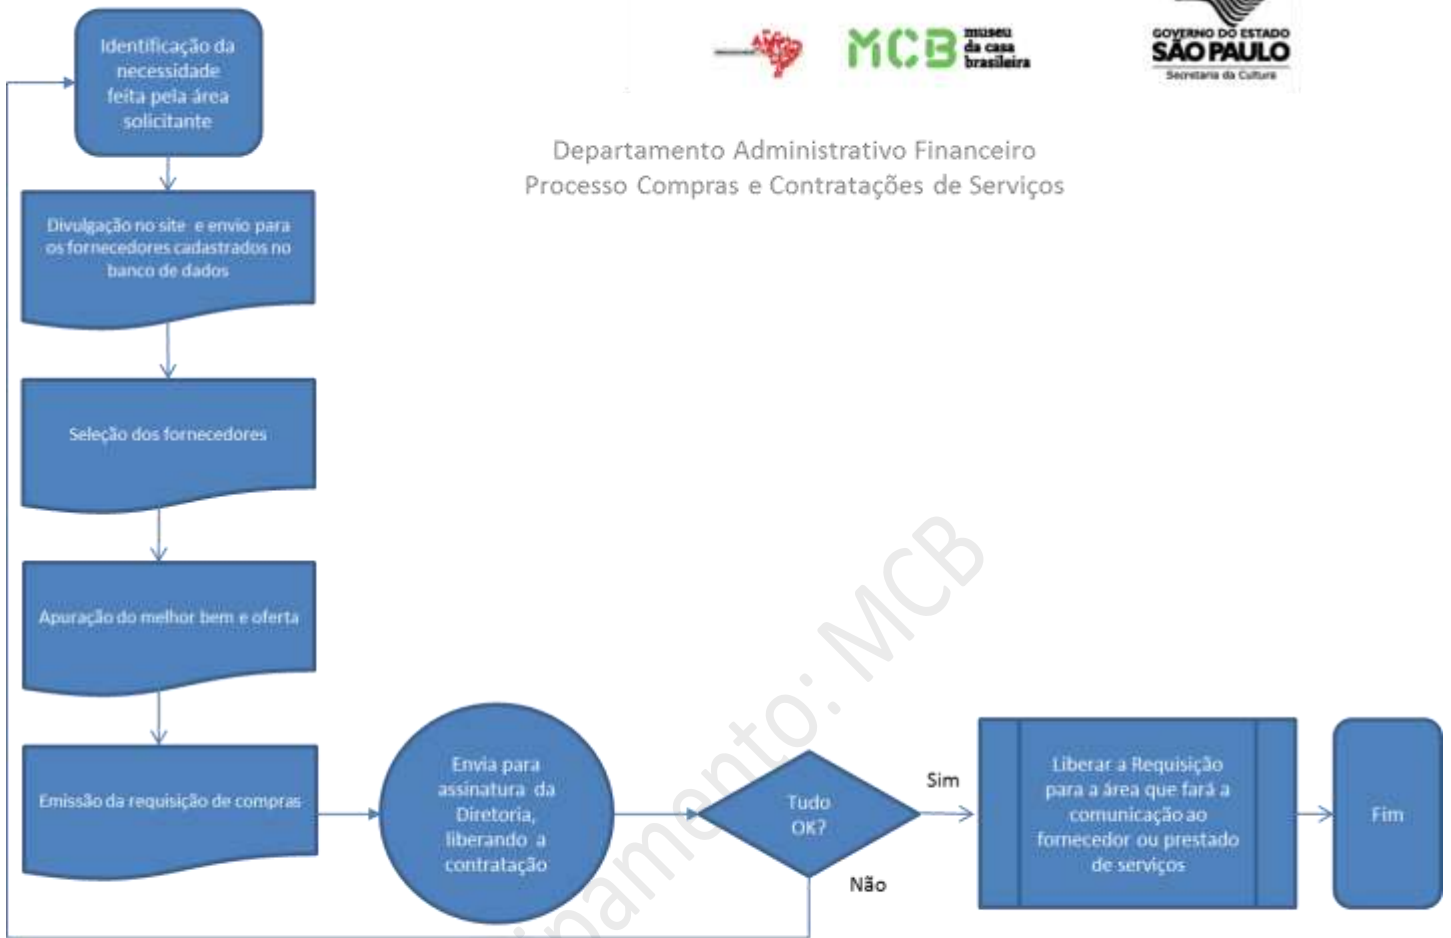 museu
MCB da casa
brasileira
GOVERNO DO ESTADO
SÃO PAULO
Secretaria da Cultura
Departamento Administrativo Financeiro
Processo Compras e Contratações de Serviços
Identificação da
necessidade
feita pela área
solicitante
Divulgação no site e envio para
os fornecedores cadastrados no
banco de dados
Seleção dos fornecedores
Apuração do melhor bem e oferta
Emissão da requisição de compras
Envia para
assinatura da
Diretoria,
liberando a
contratação
Tudo
OK?
Sim
Não
Liberar a Requisição
para a área que fará a
comunicação ao
fornecedor ou prestado
de serviços
Fim
: MCB